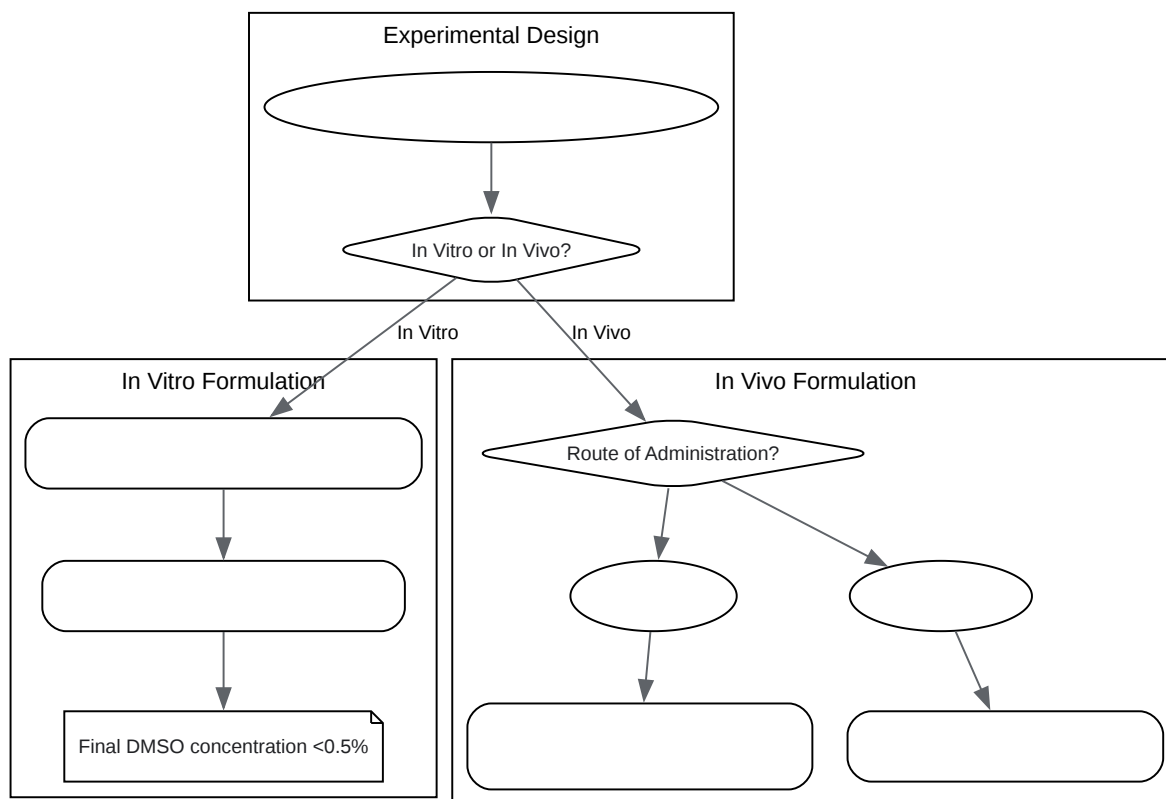 Experimental Design
In Vitro or In Vivo?
In Vitro
In Vivo
In Vitro Formulation
In Vivo Formulation
Route of Administration?
Final DMSO concentration <0.5%